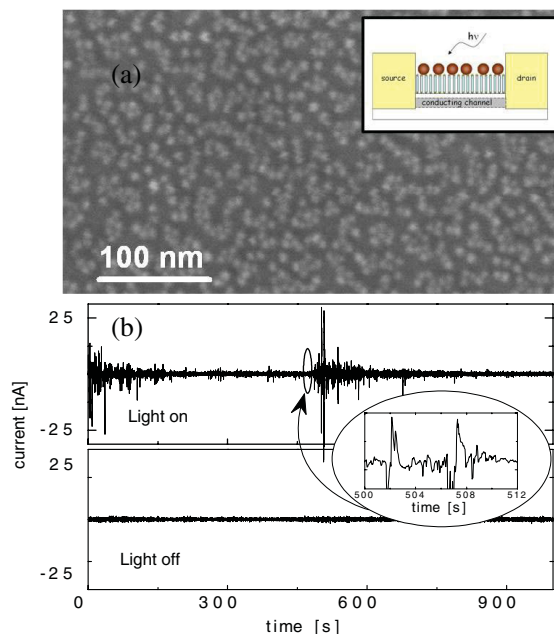 (a)
hν
source
drain
conducting channel
100 nm
(b)
25
-25
Light on
25
-25
Light off
current [nA]
500 504 508 512
time [s]
0 300 600 900
time [s]